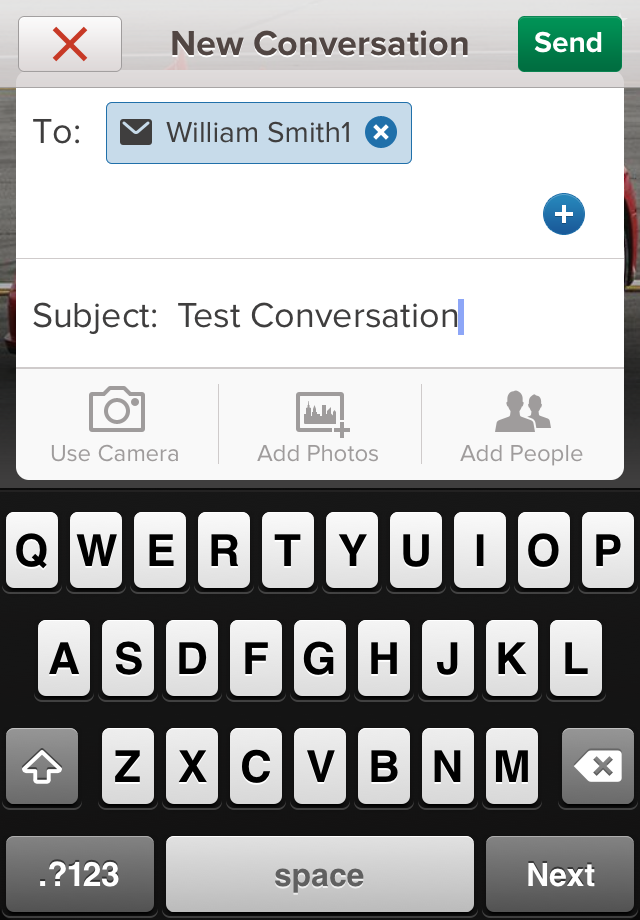 New Conversation Send
To: William Smith1
Subject: Test Conversation
Use Camera Add Photos Add People
Q W E R T Y U I O P
A S D F G H J K L
Z X C V B N M
.?123 space Next